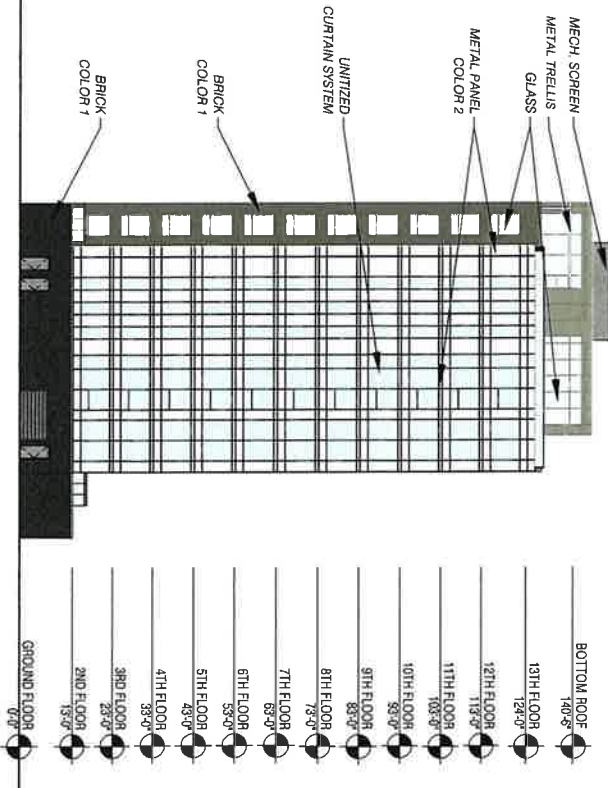 MECH. SCREEN
METAL TRELLIS
GLASS
METAL PANEL
COLOR 2
UNITIZED
CURTAIN SYSTEM
BRICK
COLOR 1
BRICK
COLOR 1
BOTTOM ROOF
140'-6"
13TH FLOOR
124'-0"
12TH FLOOR
113'-0"
11TH FLOOR
103'-0"
10TH FLOOR
93'-0"
9TH FLOOR
83'-0"
8TH FLOOR
73'-0"
7TH FLOOR
63'-0"
6TH FLOOR
53'-0"
5TH FLOOR
43'-0"
4TH FLOOR
33'-0"
3RD FLOOR
23'-0"
2ND FLOOR
13'-0"
GROUND FLOOR
0'-0"